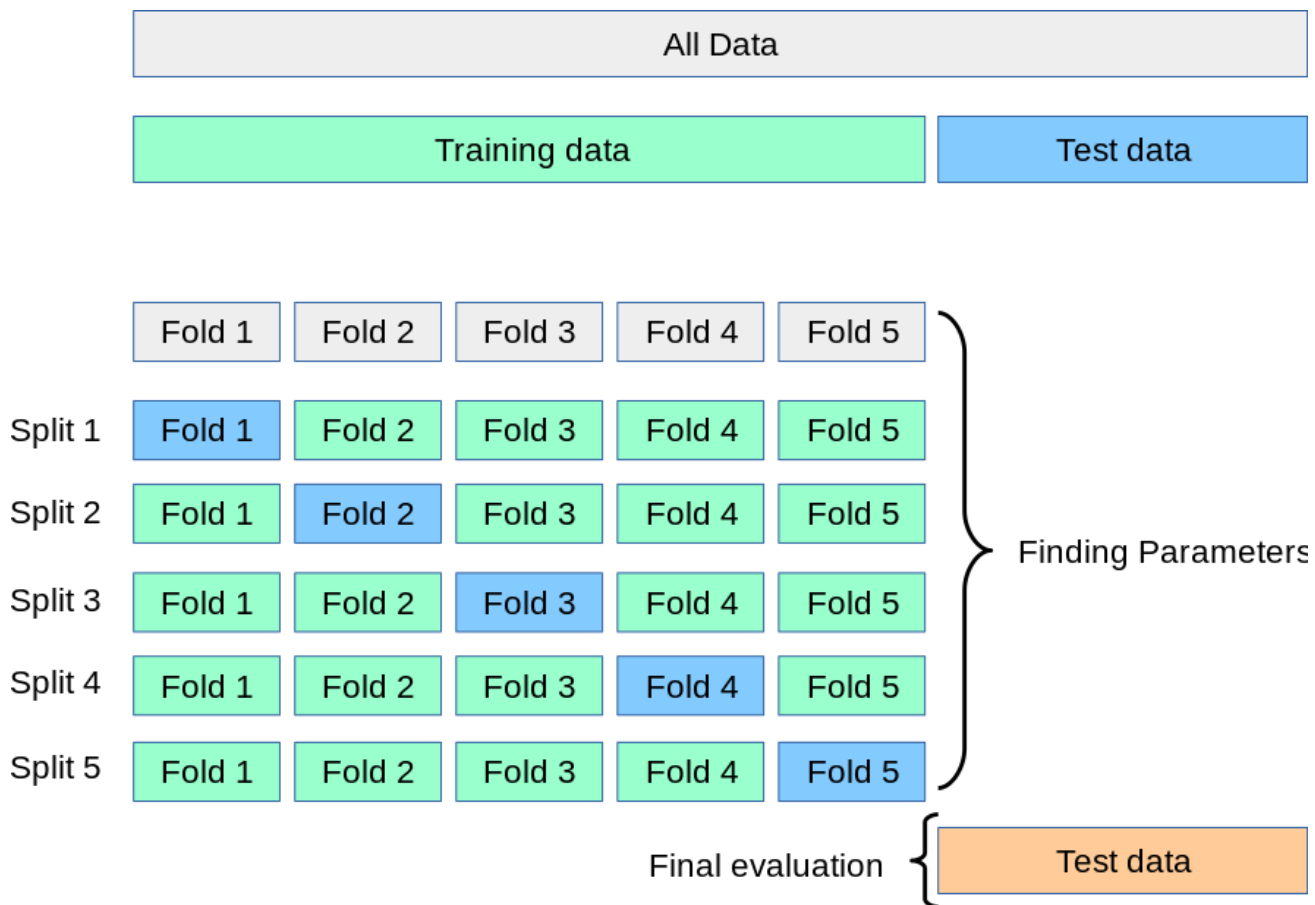 All Data
Training data Test data
Fold 1 Fold 2 Fold 3 Fold 4 Fold 5
Split 1 Fold 1 Fold 2 Fold 3 Fold 4 Fold 5
Split 2 Fold 1 Fold 2 Fold 3 Fold 4 Fold 5
Finding Parameters
Split 3 Fold 1 Fold 2 Fold 3 Fold 4 Fold 5
Split 4 Fold 1 Fold 2 Fold 3 Fold 4 Fold 5
Split 5 Fold 1 Fold 2 Fold 3 Fold 4 Fold 5
Final evaluation Test data